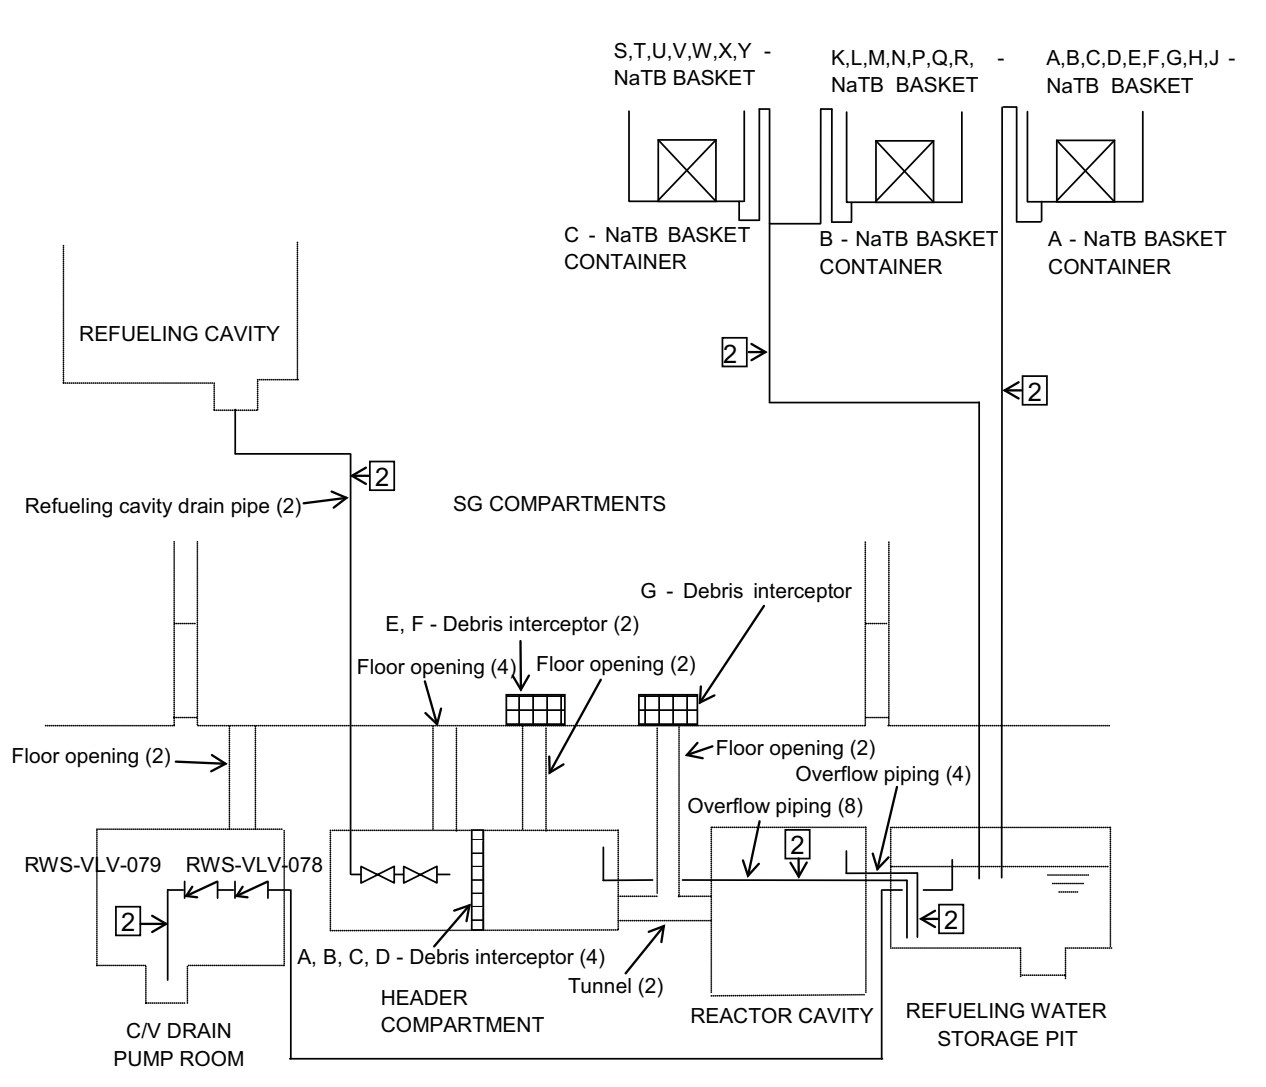 S,T,U,V,W,X,Y -
NaTB BASKET
K,L,M,N,P,Q,R, -
NaTB BASKET
A,B,C,D,E,F,G,H,J -
NaTB BASKET
C - NaTB BASKET
CONTAINER
B - NaTB BASKET
CONTAINER
A - NaTB BASKET
CONTAINER
REFUELING CAVITY
2
2
2
Refueling cavity drain pipe (2)
SG COMPARTMENTS
G - Debris interceptor
E, F - Debris interceptor (2)
Floor opening (4)
Floor opening (2)
Floor opening (2)
Floor opening (2)
Overflow piping (4)
Overflow piping (8)
2
RWS-VLV-079
RWS-VLV-078
2
2
A, B, C, D - Debris interceptor (4)
Tunnel (2)
HEADER
COMPARTMENT
REACTOR CAVITY
REFUELING WATER
STORAGE PIT
C/V DRAIN
PUMP ROOM